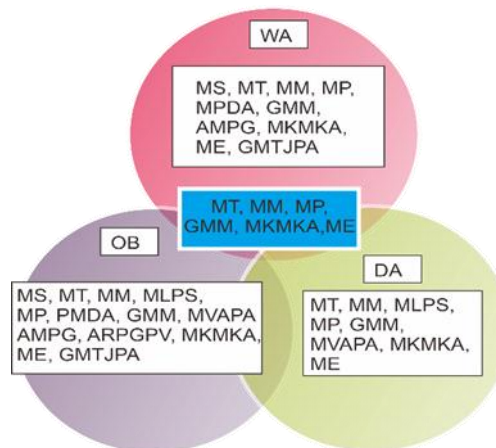 WA
MS, MT, MM, MP,
MPDA, GMM,
AMPG, MKMKA,
ME, GMTJPA
MT, MM, MP,
GMM, MKMKA,ME
OB
MS, MT, MM, MLPS,
MP, PMDA, GMM, MVAPA
AMPG, ARPGPV, MKMKA,
ME, GMTJPA
DA
MT, MM, MLPS,
MP, GMM,
MVAPA, MKMKA,
ME